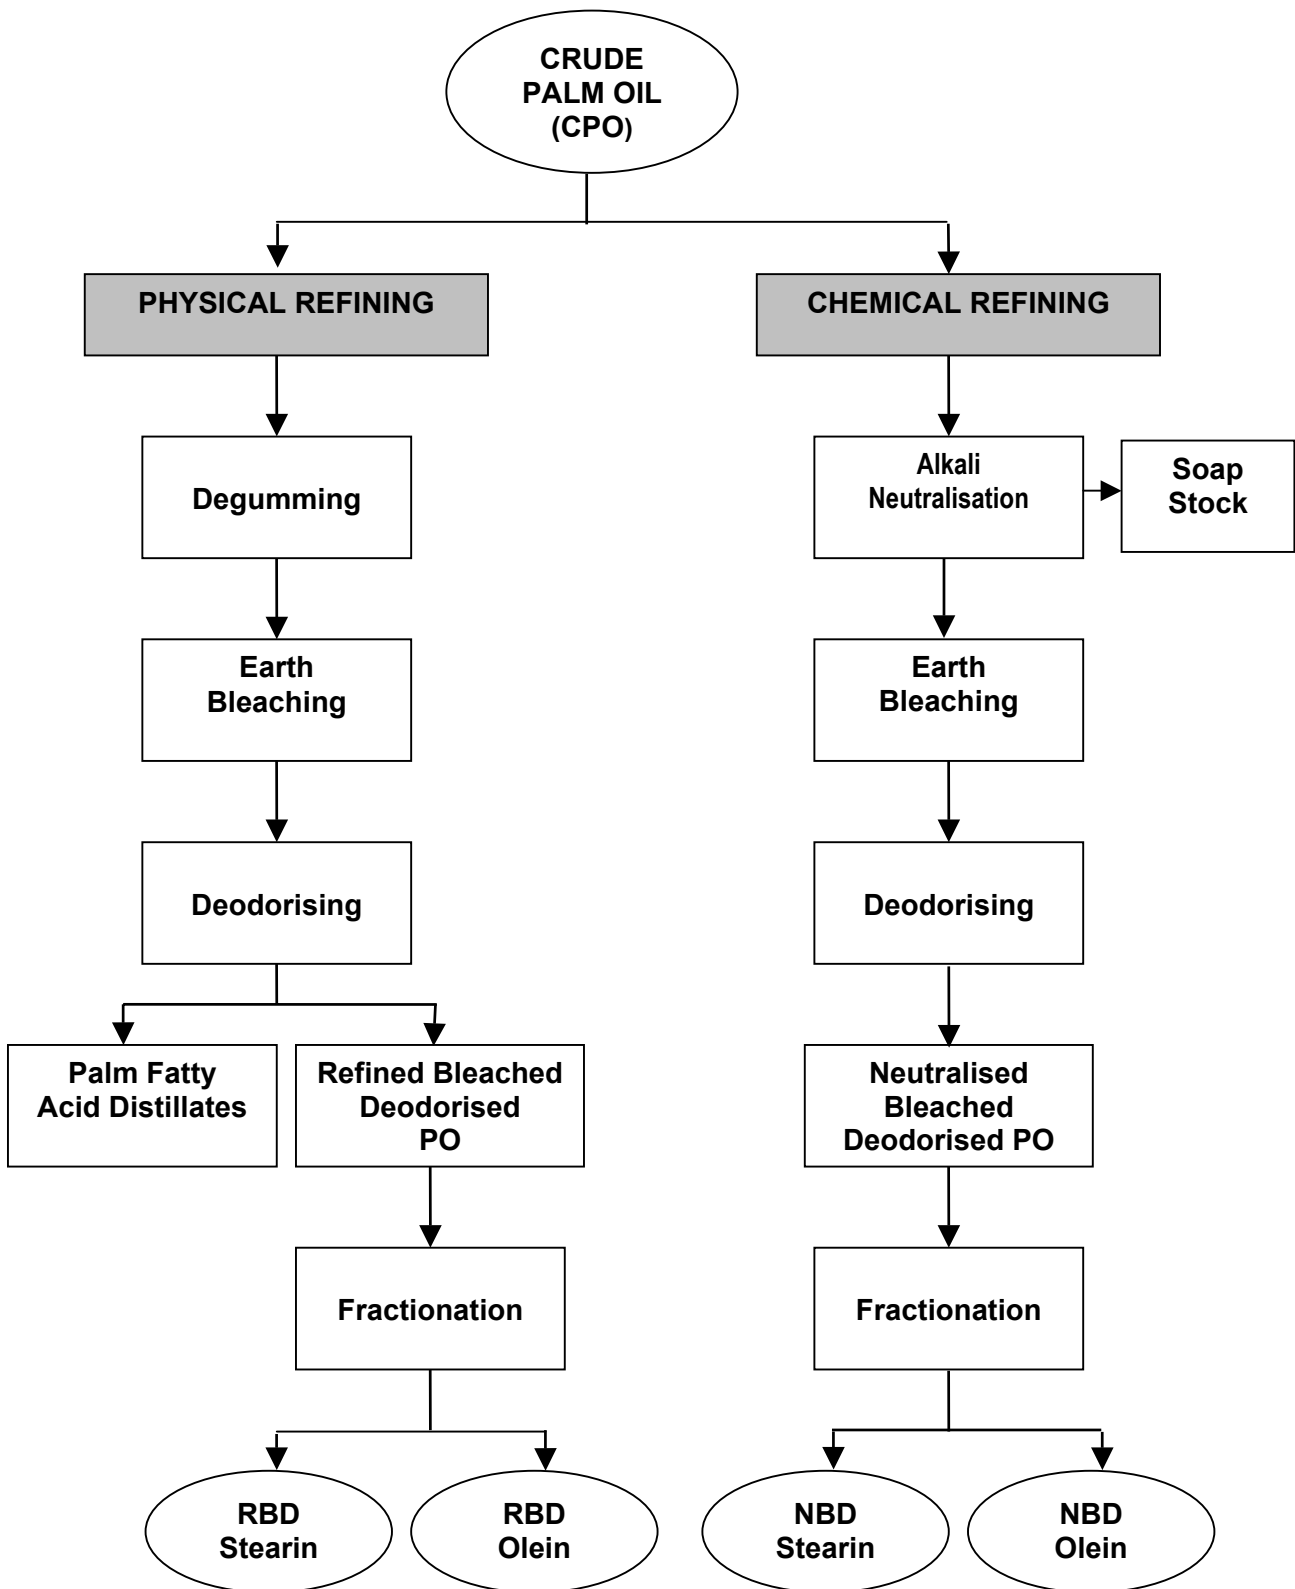 CRUDE
PALM OIL
(CPO)
PHYSICAL REFINING
CHEMICAL REFINING
Degumming
Alkali
Neutralisation
Soap
Stock
Earth
Bleaching
Earth
Bleaching
Deodorising
Deodorising
Palm Fatty
Acid Distillates
Refined Bleached
Deodorised
PO
Neutralised
Bleached
Deodorised PO
Fractionation
Fractionation
RBD
Stearin
RBD
Olein
NBD
Stearin
NBD
Olein